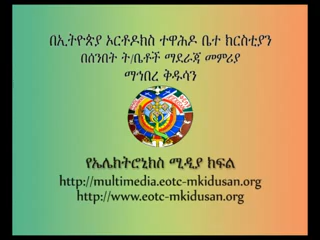 በኢትዮጵያ ኦርቶዶክስ ተዋሕዶ ቤተ ክርስቲያን
በሰንበት ት/ቤቶች ማደራጃ መምሪያ
ማኅበረ ቅዱሳን
የኤሌክትሮኒክስ ሚዲያ ክፍል
http://multimedia.eotc-mkidusan.org
http://www.eotc-mkidusan.org